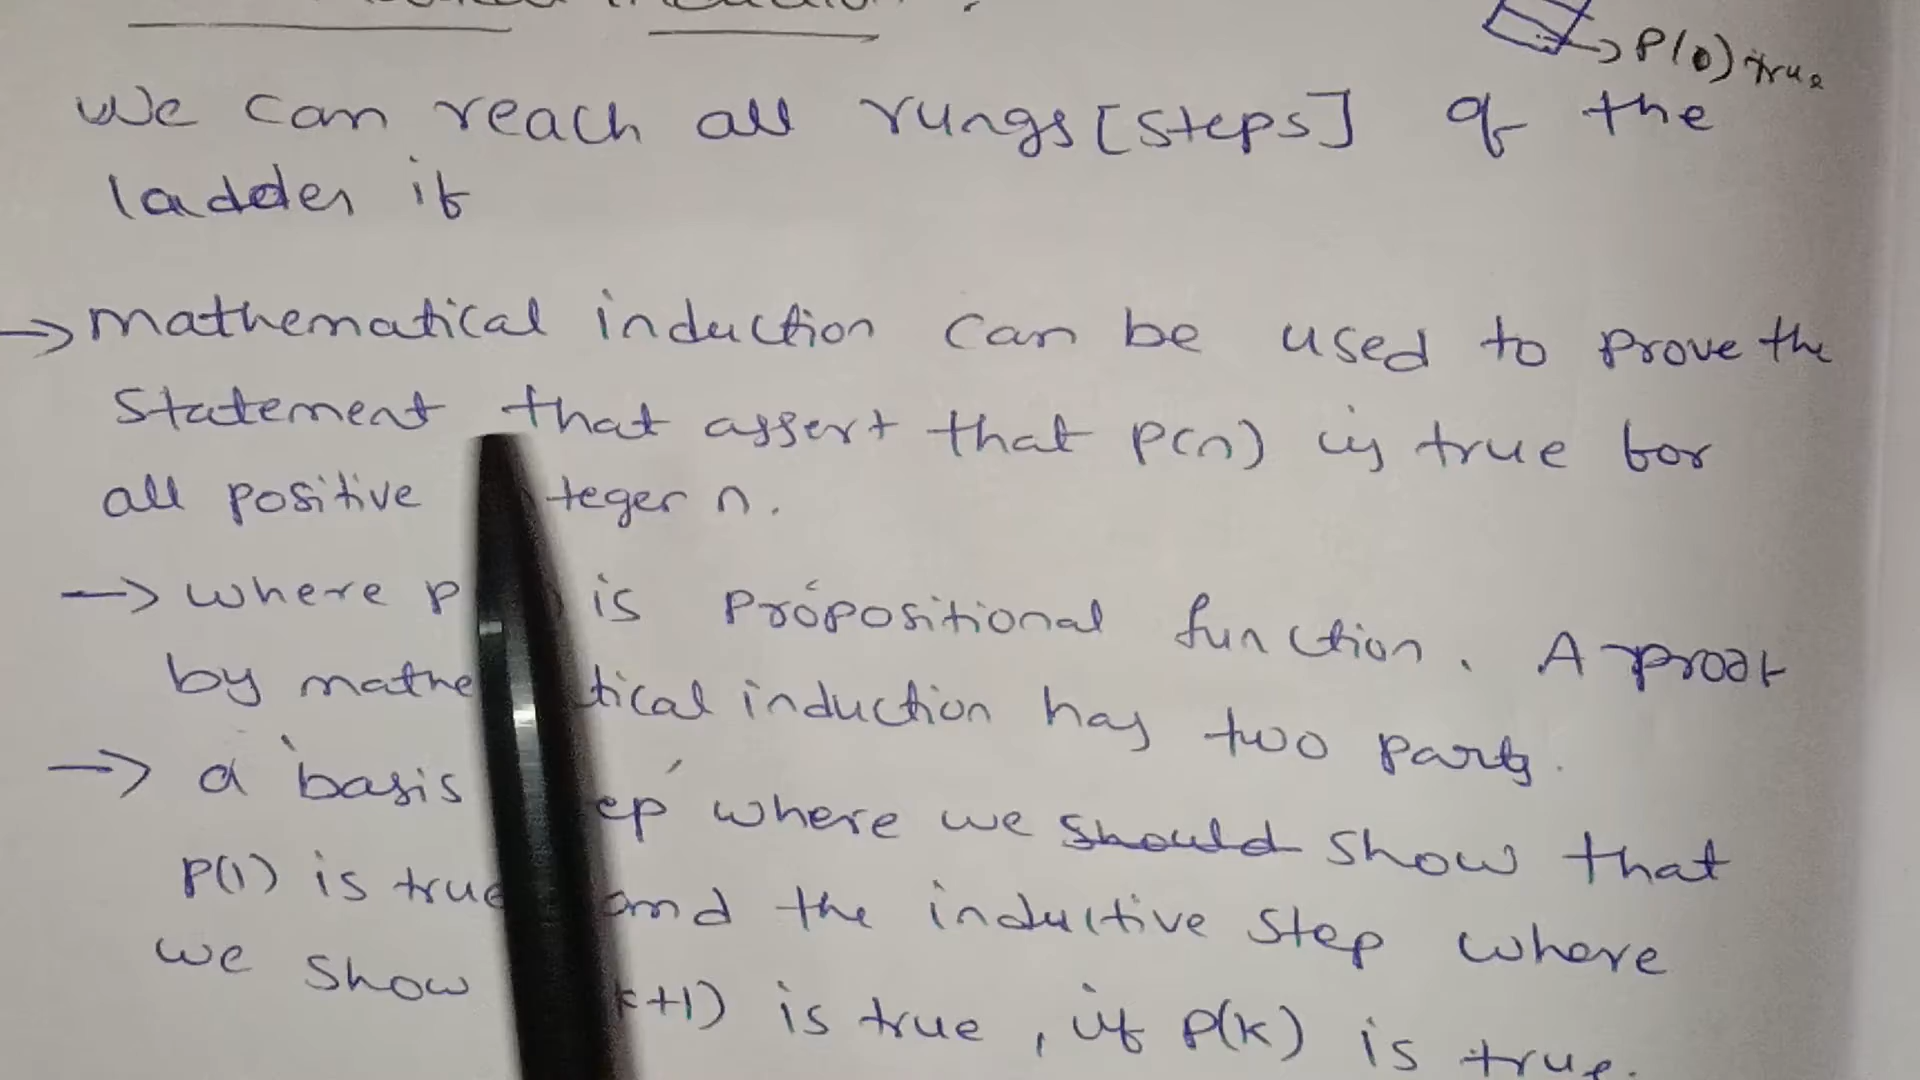 P(0) true
We can reach all rungs [steps] of the
ladder if
→ mathematical induction can be used to prove the
statement that assert that P(n) is true for
all positive teger n.
→ where P is propositional function. A proof
by mathe tical induction has two parts.
→ a 'basis ep' where we should show that
P(1) is true and the inductive step where
we show k+1) is true, if P(k) is true.